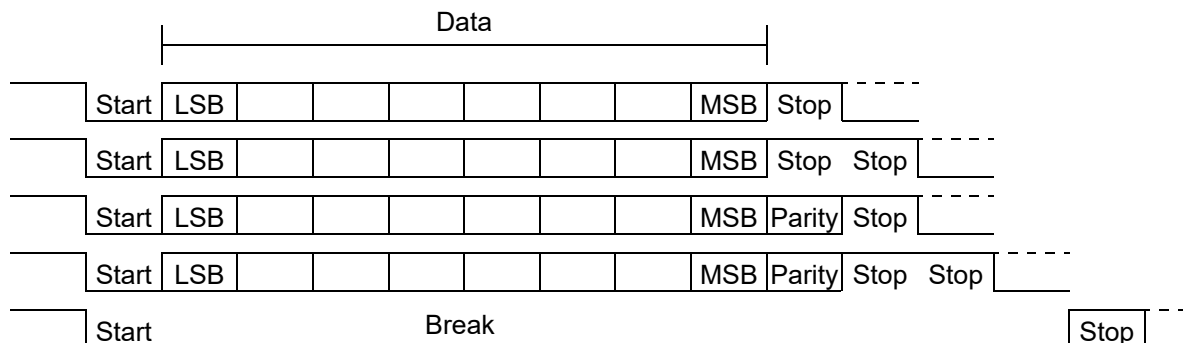 Data
Start LSB MSB Stop
Start LSB MSB Stop Stop
Start LSB MSB Parity Stop
Start LSB MSB Parity Stop Stop
Start Break Stop